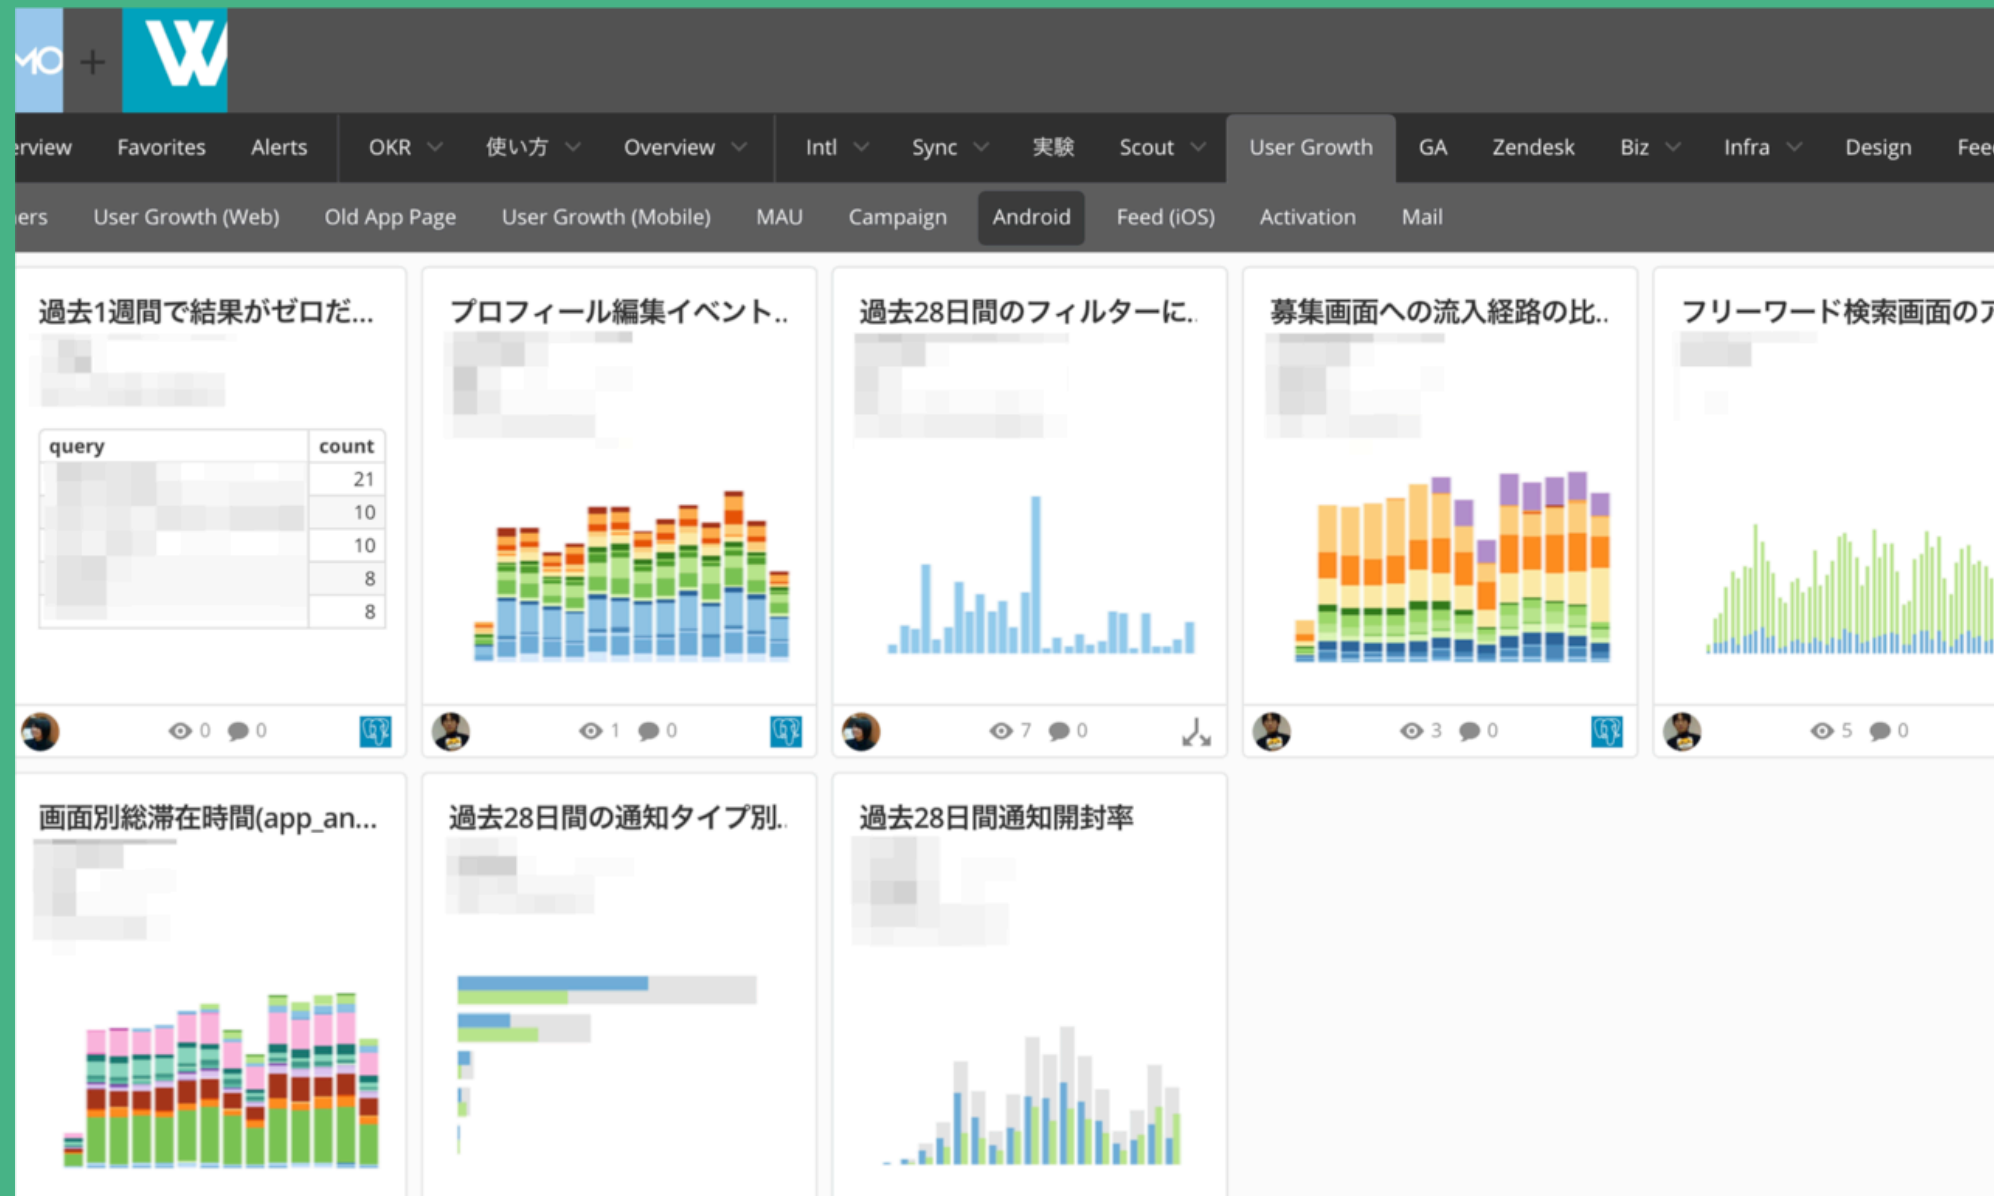 MO + W
erview Favorites Alerts OKR 使い方 Overview Intl Sync 実験 Scout User Growth GA Zendesk Biz Infra Design Fee
ers User Growth (Web) Old App Page User Growth (Mobile) MAU Campaign Android Feed (iOS) Activation Mail
過去1週間で結果がゼロだ...
query count
21
10
10
8
8
0 0
プロフィール編集イベント..
1 0
過去28日間のフィルターに..
7 0
募集画面への流入経路の比..
3 0
フリーワード検索画面のア
5 0
画面別総滞在時間(app_an...
過去28日間の通知タイプ別..
過去28日間通知開封率